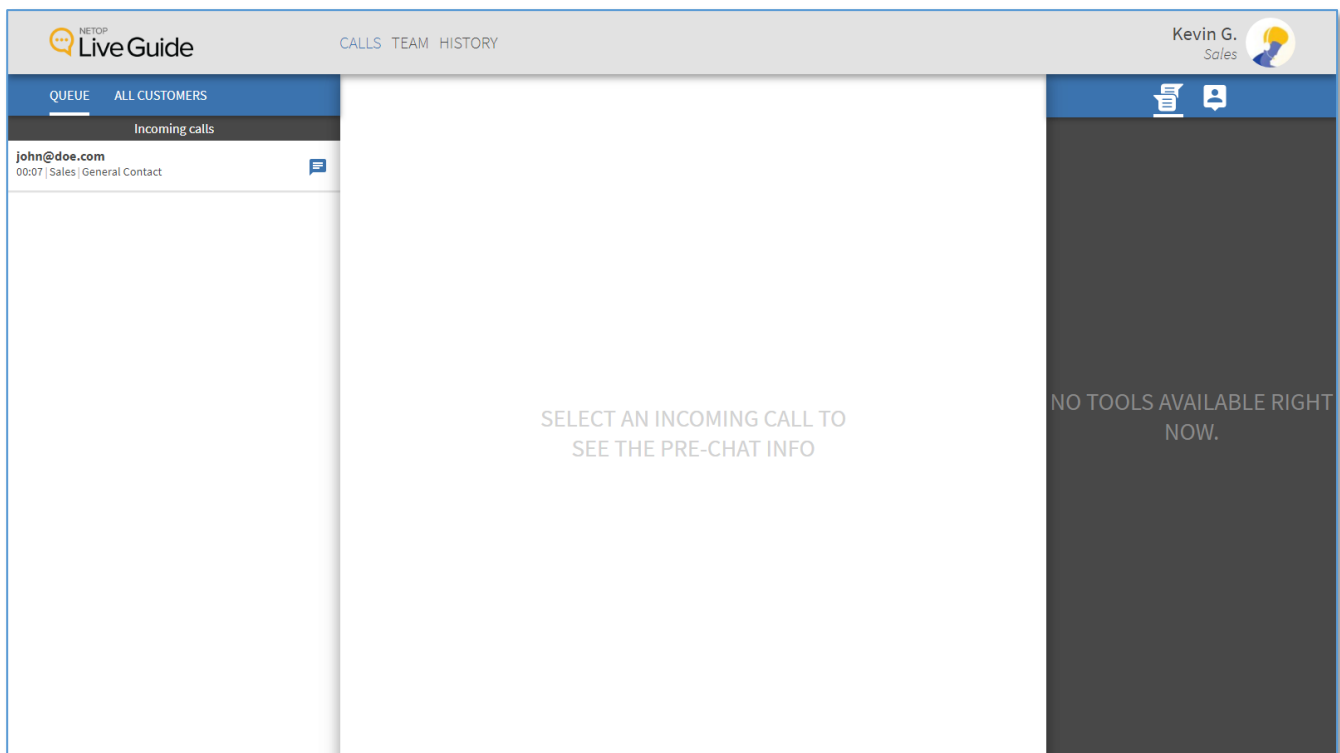 NETOP
Live Guide
CALLS TEAM HISTORY
Kevin G.
Sales
QUEUE ALL CUSTOMERS
Incoming calls
john@doe.com
00:07 | Sales | General Contact
SELECT AN INCOMING CALL TO
SEE THE PRE-CHAT INFO
NO TOOLS AVAILABLE RIGHT
NOW.